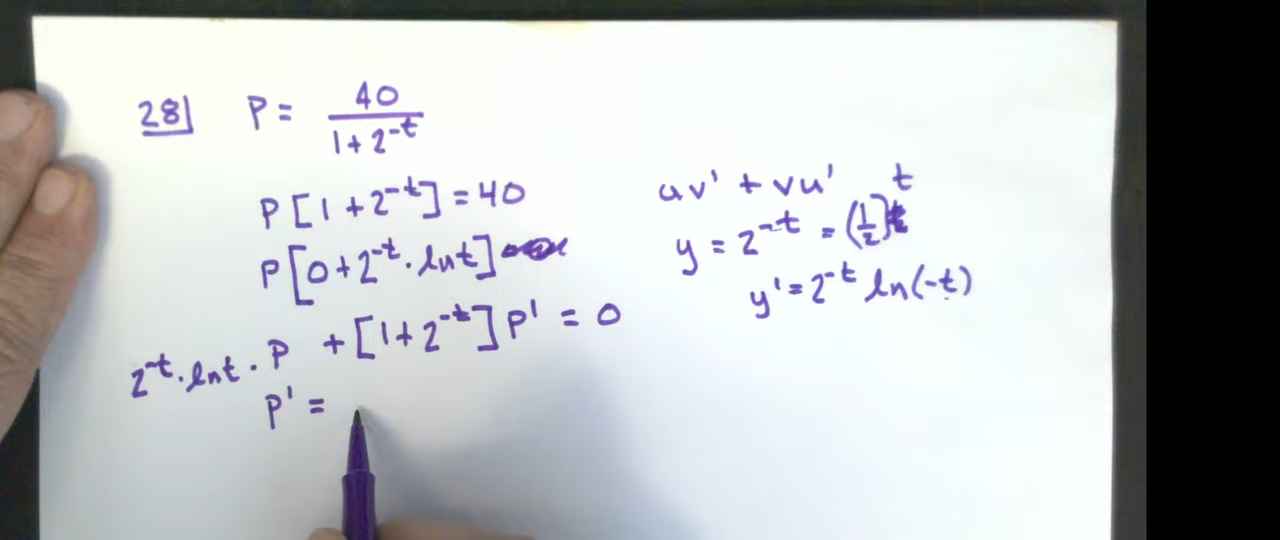 28| P = 40 / 1 + 2^-t
P[1 + 2^-t] = 40
P[0 + 2^-t · ln t]
2^-t · ln t · P + [1 + 2^-t] P' = 0
P' =
uv' + vu'
y = 2^-t = (1/2)^t
y' = 2^-t ln(-t)